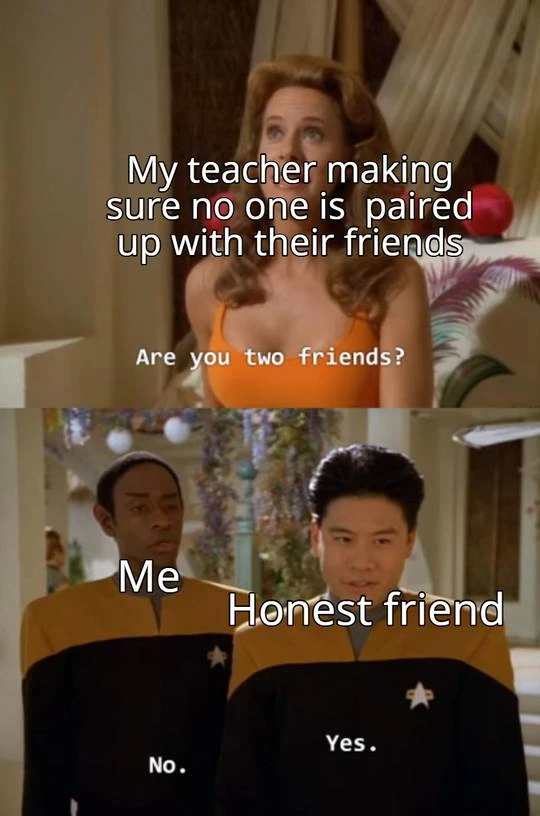 My teacher making
sure no one is paired
up with their friends
Are you two friends?
Me
Honest friend
Yes.
No.